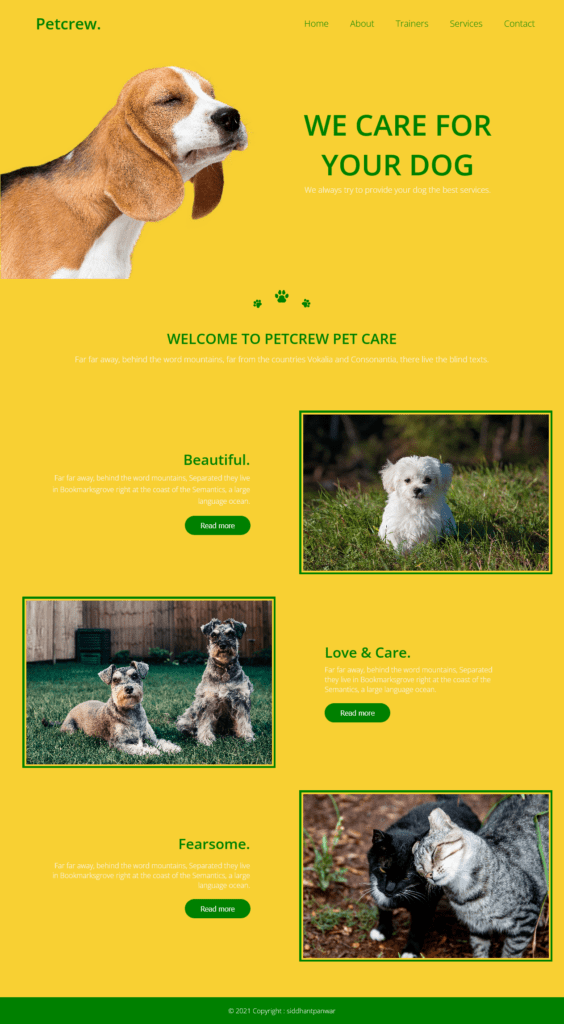 Petcrew.
Home About Trainers Services Contact
WE CARE FOR
YOUR DOG
We always try to provide your dog the best services.
WELCOME TO PETCREW PET CARE
Far far away, behind the word mountains, far from the countries Vokalia and Consonantia, there live the blind texts.
Beautiful.
Far far away, behind the word mountains, Separated they live
in Bookmarksgrove right at the coast of the Semantics, a large
language ocean.
Read more
Love & Care.
Far far away, behind the word mountains, Separated
they live in Bookmarksgrove right at the coast of the
Semantics, a large language ocean.
Read more
Fearsome.
Far far away, behind the word mountains, Separated they live
in Bookmarksgrove right at the coast of the Semantics, a large
language ocean.
Read more
© 2021 Copyright : siddhantpanwar